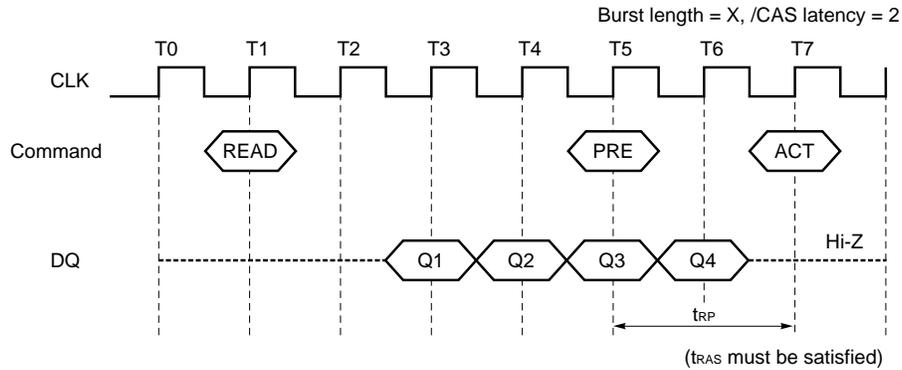 Burst length = X, /CAS latency = 2
T0 T1 T2 T3 T4 T5 T6 T7
CLK
Command READ PRE ACT
Hi-Z
DQ Q1 Q2 Q3 Q4
tRP
(tRAS must be satisfied)